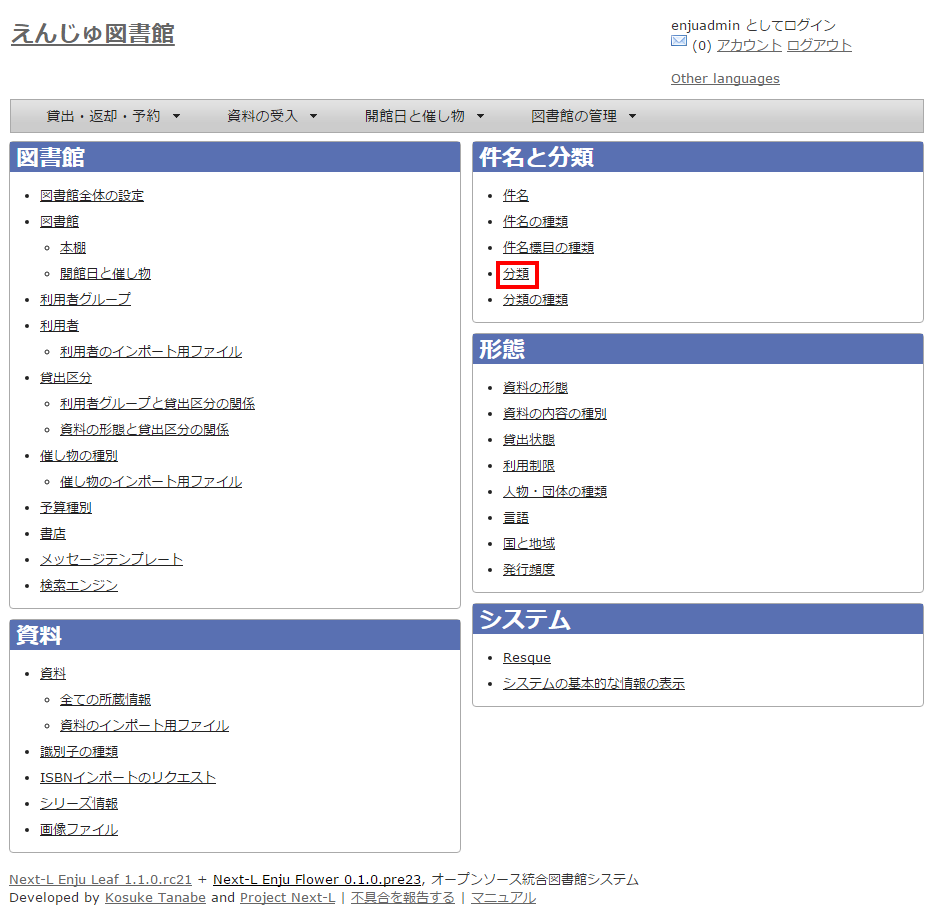 えんじゅ図書館
enjuadmin としてログイン
(0) アカウント ログアウト
Other languages
貸出・返却・予約 ▼ 資料の受入 ▼ 開館日と催し物 ▼ 図書館の管理 ▼
図書館
図書館全体の設定
図書館
本棚
開館日と催し物
利用者グループ
利用者
利用者のインポート用ファイル
貸出区分
利用者グループと貸出区分の関係
資料の形態と貸出区分の関係
催し物の種別
催し物のインポート用ファイル
予算種別
書店
メッセージテンプレート
検索エンジン
資料
資料
全ての所蔵情報
資料のインポート用ファイル
識別子の種類
ISBNインポートのリクエスト
シリーズ情報
画像ファイル
件名と分類
件名
件名の種類
件名標目の種類
分類
分類の種類
形態
資料の形態
資料の内容の種別
貸出状態
利用制限
人物・団体の種類
言語
国と地域
発行頻度
システム
Resque
システムの基本的な情報の表示
Next-L Enju Leaf 1.1.0.rc21 + Next-L Enju Flower 0.1.0.pre23, オープンソース統合図書館システム
Developed by Kosuke Tanabe and Project Next-L | 不具合を報告する | マニュアル